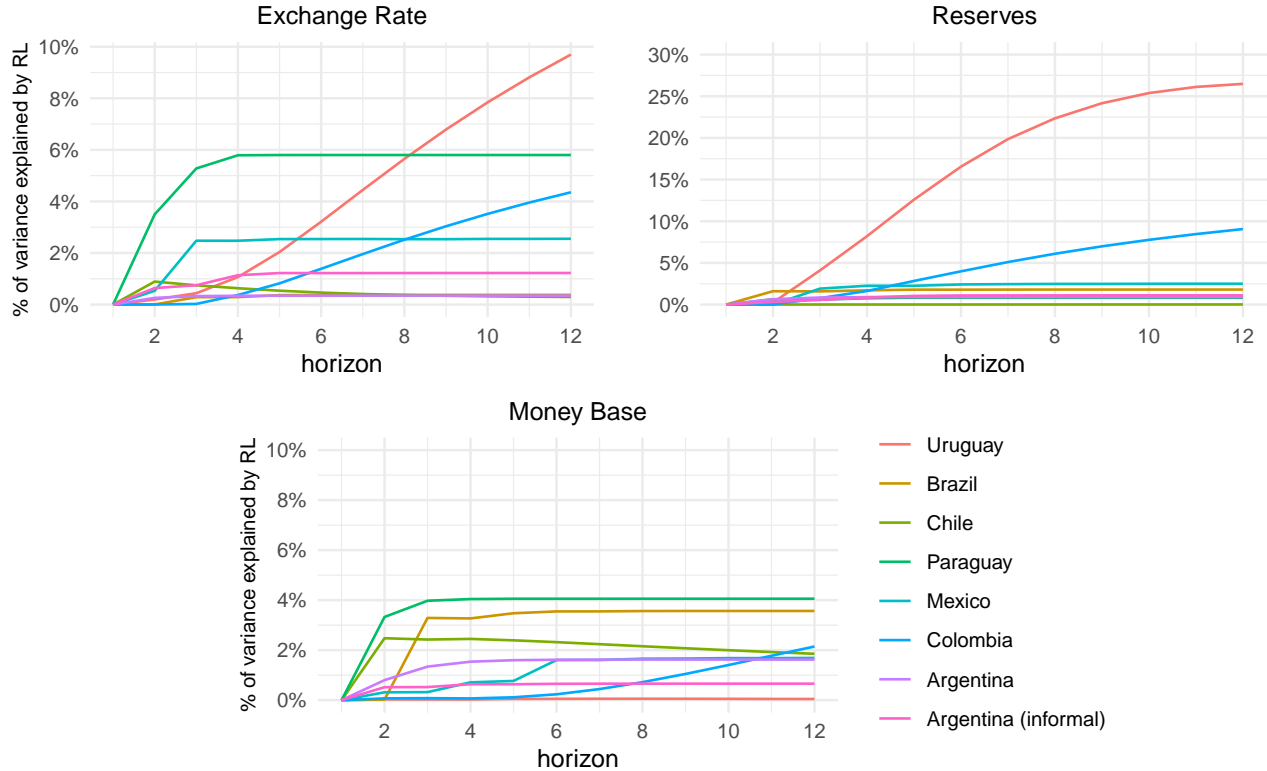 Exchange Rate
% of variance explained by RL
10%
8%
6%
4%
2%
0%
2 4 6 8 10 12
horizon
Reserves
30%
25%
20%
15%
10%
5%
0%
2 4 6 8 10 12
horizon
Money Base
% of variance explained by RL
10%
8%
6%
4%
2%
0%
2 4 6 8 10 12
horizon
Uruguay
Brazil
Chile
Paraguay
Mexico
Colombia
Argentina
Argentina (informal)